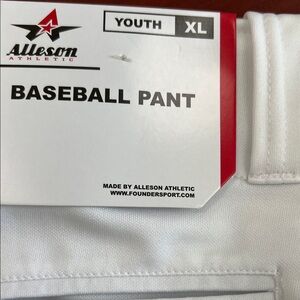 Alleson
ATHLETIC
YOUTH XL
BASEBALL PANT
MADE BY ALLESON ATHLETIC
WWW.FOUNDERSPORT.COM